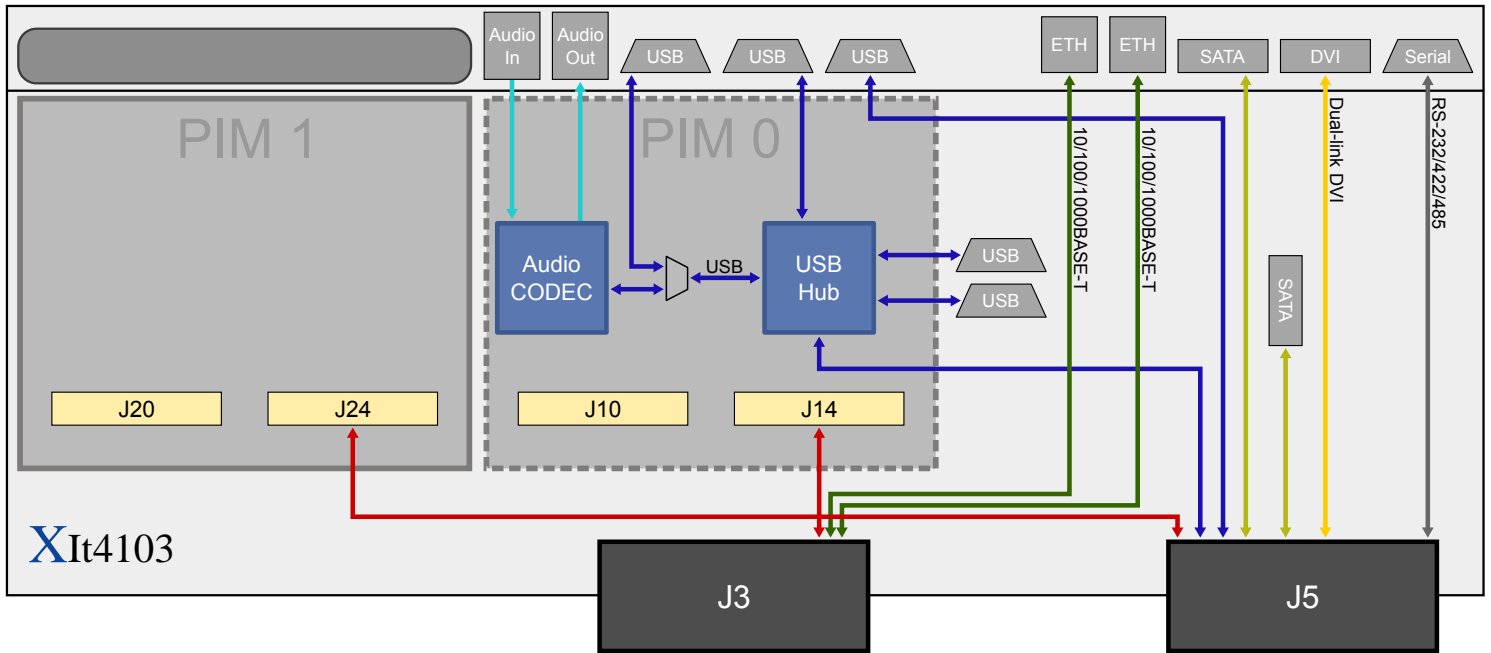 Audio
In
Audio
Out
USB
USB
USB
ETH
ETH
SATA
DVI
Serial
PIM 1
PIM 0
10/100/1000BASE-T
10/100/1000BASE-T
Dual-link DVI
RS-232/422/485
Audio
CODEC
USB
USB
Hub
USB
USB
SATA
J20
J24
J10
J14
XIt4103
J3
J5